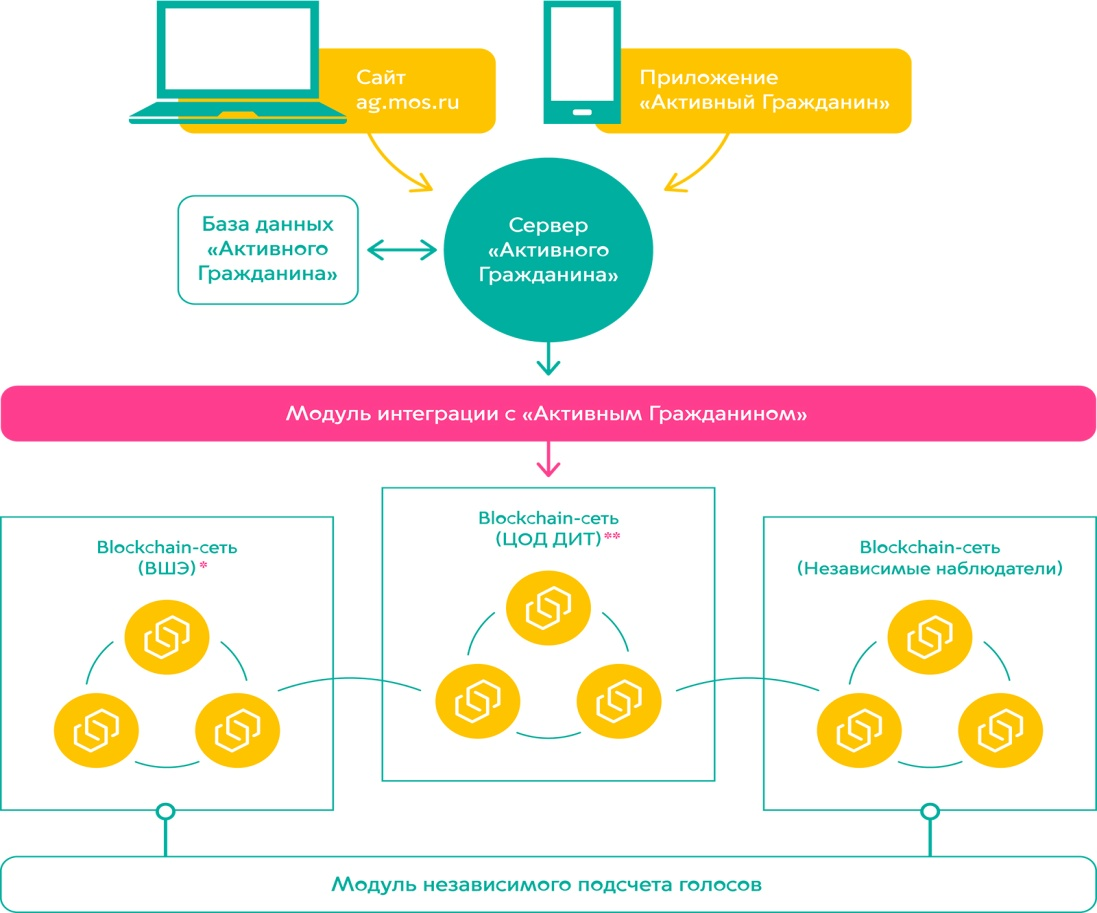 Сайт
ag.mos.ru
Приложение
«Активный Гражданин»
База данных
«Активного
Гражданина»
Сервер
«Активного
Гражданина»
Модуль интеграции с «Активным Гражданином»
Blockchain-сеть
(ВШЭ)*
Blockchain-сеть
(ЦОД ДИТ)**
Blockchain-сеть
(Независимые наблюдатели)
Модуль независимого подсчета голосов